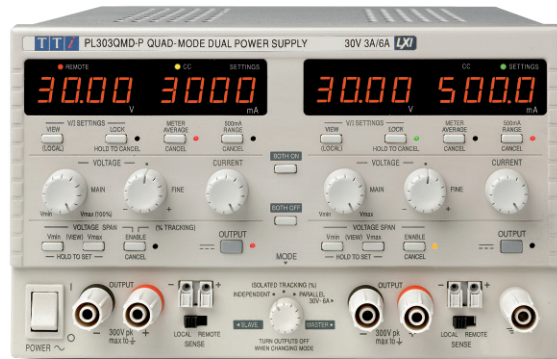 TTi PL303QMD-P QUAD-MODE DUAL POWER SUPPLY 30V 3A/6A LXI
REMOTE CC SETTINGS
30.00 V 3000 mA
V/I SETTINGS
VIEW LOCK METER AVERAGE 500mA RANGE
(LOCAL) HOLD TO CANCEL CANCEL CANCEL
VOLTAGE CURRENT
MAIN FINE
Vmin Vmax (100%) - +
VOLTAGE SPAN (% TRACKING) OUTPUT
Vmin (VIEW) Vmax ENABLE
HOLD TO SET CANCEL
CC SETTINGS
30.00 V 500.0 mA
V/I SETTINGS
VIEW LOCK METER AVERAGE 500mA RANGE
(LOCAL) HOLD TO CANCEL CANCEL CANCEL
VOLTAGE CURRENT
MAIN FINE
Vmin Vmax - +
VOLTAGE SPAN OUTPUT
Vmin (VIEW) Vmax ENABLE
HOLD TO SET CANCEL
BOTH ON
BOTH OFF
MODE
I
O
POWER
OUTPUT
- +
300V pk max to
- +
LOCAL REMOTE
SENSE
ISOLATED TRACKING (%)
INDEPENDENT PARALLEL
30V- 6A
SLAVE MASTER
TURN OUTPUTS OFF
WHEN CHANGING MODE
OUTPUT
- +
300V pk max to
- +
LOCAL REMOTE
SENSE